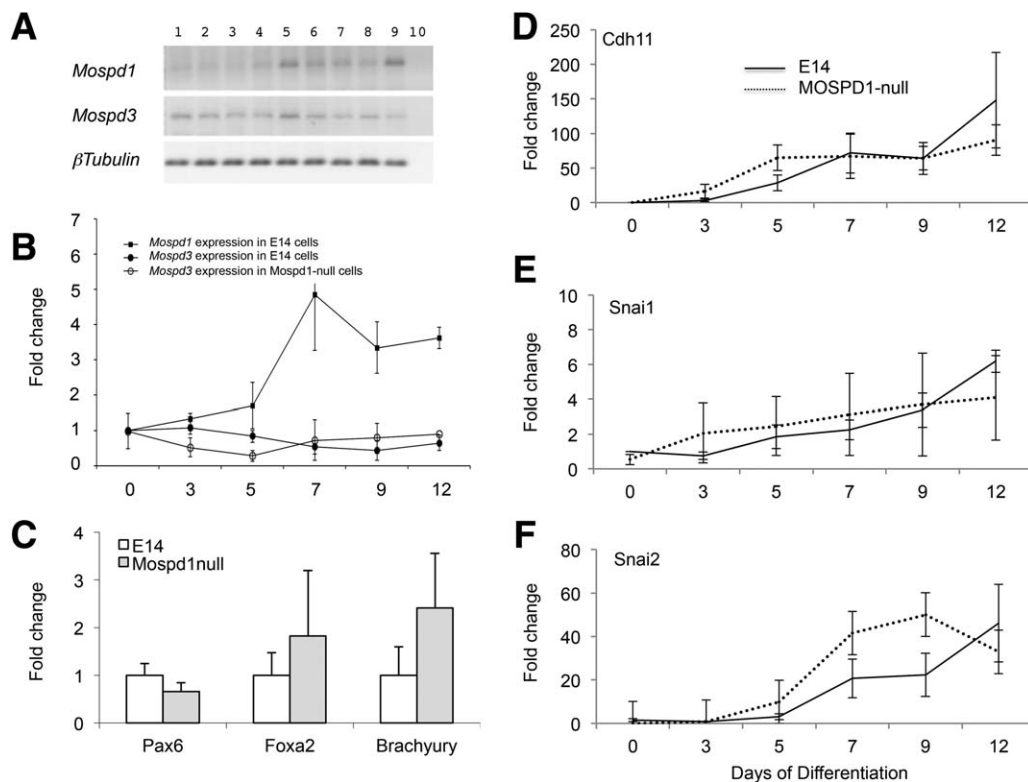 A
1 2 3 4 5 6 7 8 9 10
Mospd1
Mospd3
βTubulin
B
Fold change
7
6
5
4
3
2
1
0
Mospd1 expression in E14 cells
Mospd3 expression in E14 cells
Mospd3 expression in Mospd1-null cells
0 3 5 7 9 12
C
Fold change
4
3
2
1
0
E14
Mospd1null
Pax6 Foxa2 Brachyury
D
Cdh11
E14
MOSPD1-null
Fold change
250
200
150
100
50
0
0 3 5 7 9 12
E
Snai1
Fold change
10
8
6
4
2
0
0 3 5 7 9 12
F
Snai2
Fold change
80
60
40
20
0
0 3 5 7 9 12
Days of Differentiation